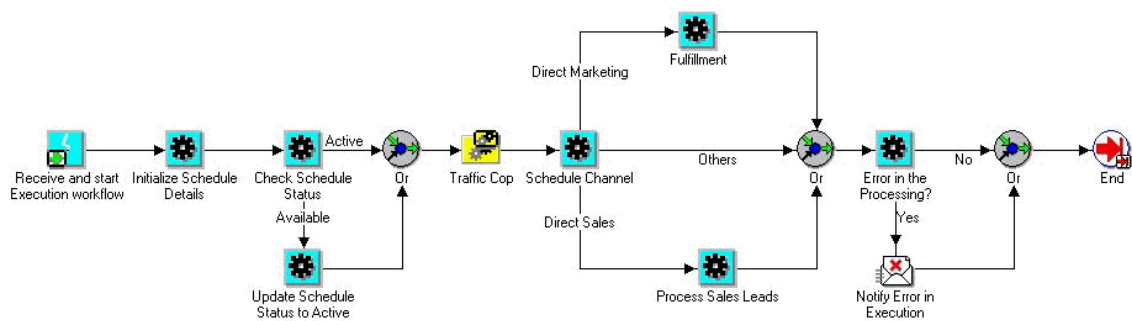 Fulfillment
Direct Marketing
Active
Others
No
Receive and start
Execution workflow
Initialize Schedule
Details
Check Schedule
Status
Or
Traffic Cop
Schedule Channel
Or
Error in the
Processing?
Or
End
Available
Direct Sales
Yes
Update Schedule
Status to Active
Process Sales Leads
Notify Error in
Execution